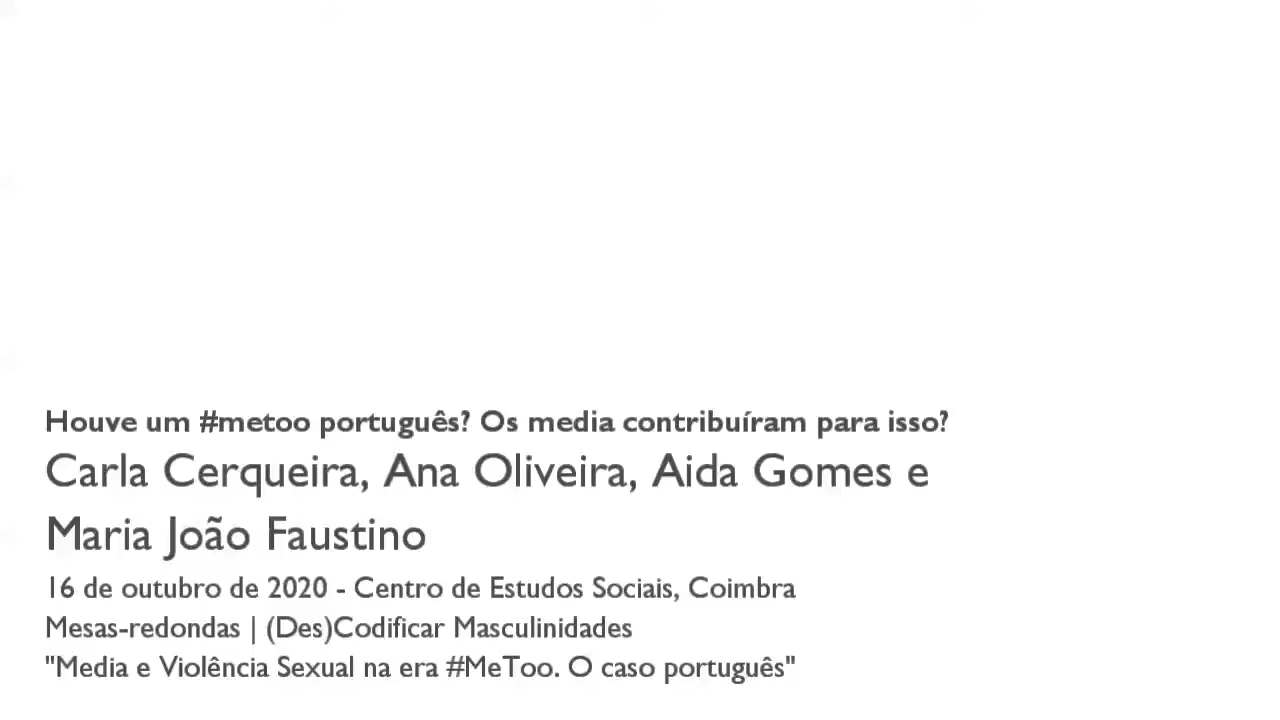 Houve um #metoo português? Os media contribuíram para isso?
Carla Cerqueira, Ana Oliveira, Aida Gomes e
Maria João Faustino
16 de outubro de 2020 - Centro de Estudos Sociais, Coimbra
Mesas-redondas | (Des)Codificar Masculinidades
"Media e Violência Sexual na era #MeToo. O caso português"